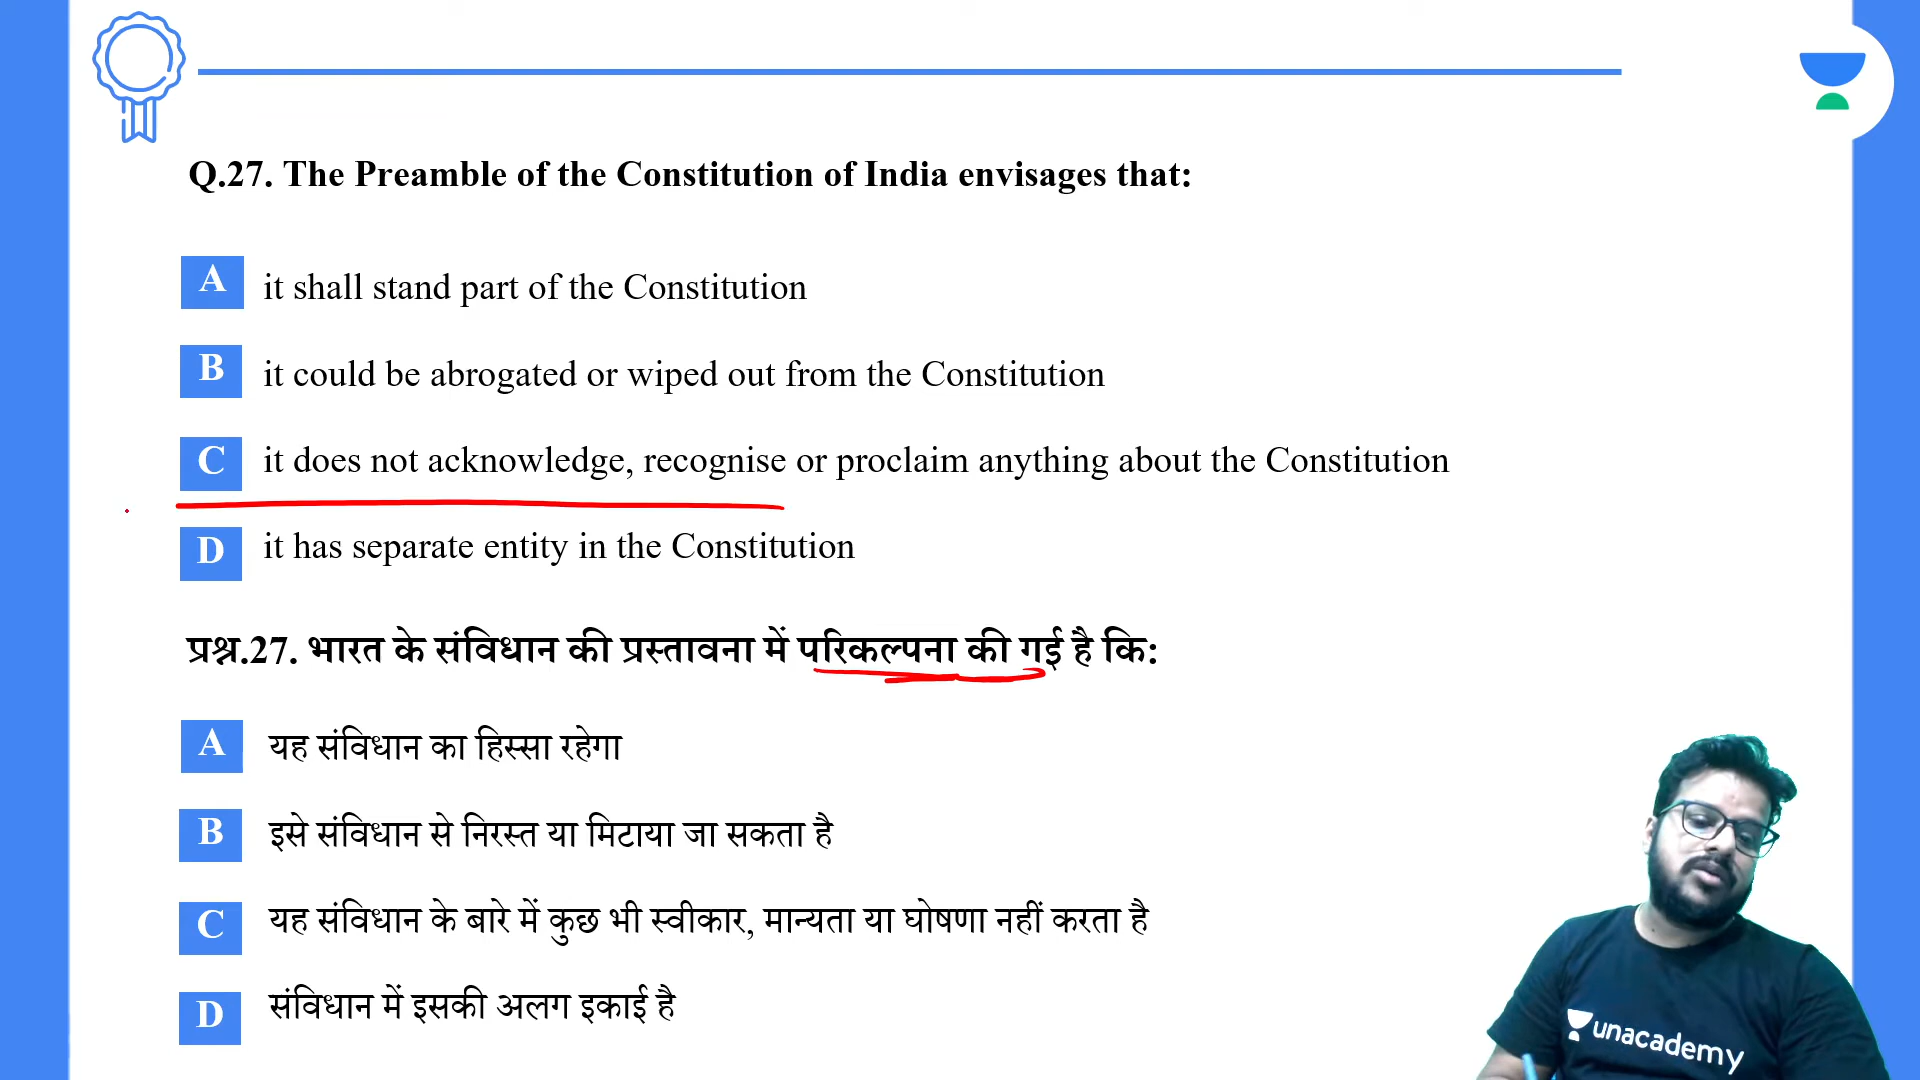 Q.27. The Preamble of the Constitution of India envisages that:
A it shall stand part of the Constitution
B it could be abrogated or wiped out from the Constitution
C it does not acknowledge, recognise or proclaim anything about the Constitution
D it has separate entity in the Constitution
प्रश्न.27. भारत के संविधान की प्रस्तावना में परिकल्पना की गई है कि:
A यह संविधान का हिस्सा रहेगा
B इसे संविधान से निरस्त या मिटाया जा सकता है
C यह संविधान के बारे में कुछ भी स्वीकार, मान्यता या घोषणा नहीं करता है
D संविधान में इसकी अलग इकाई है
unacademy